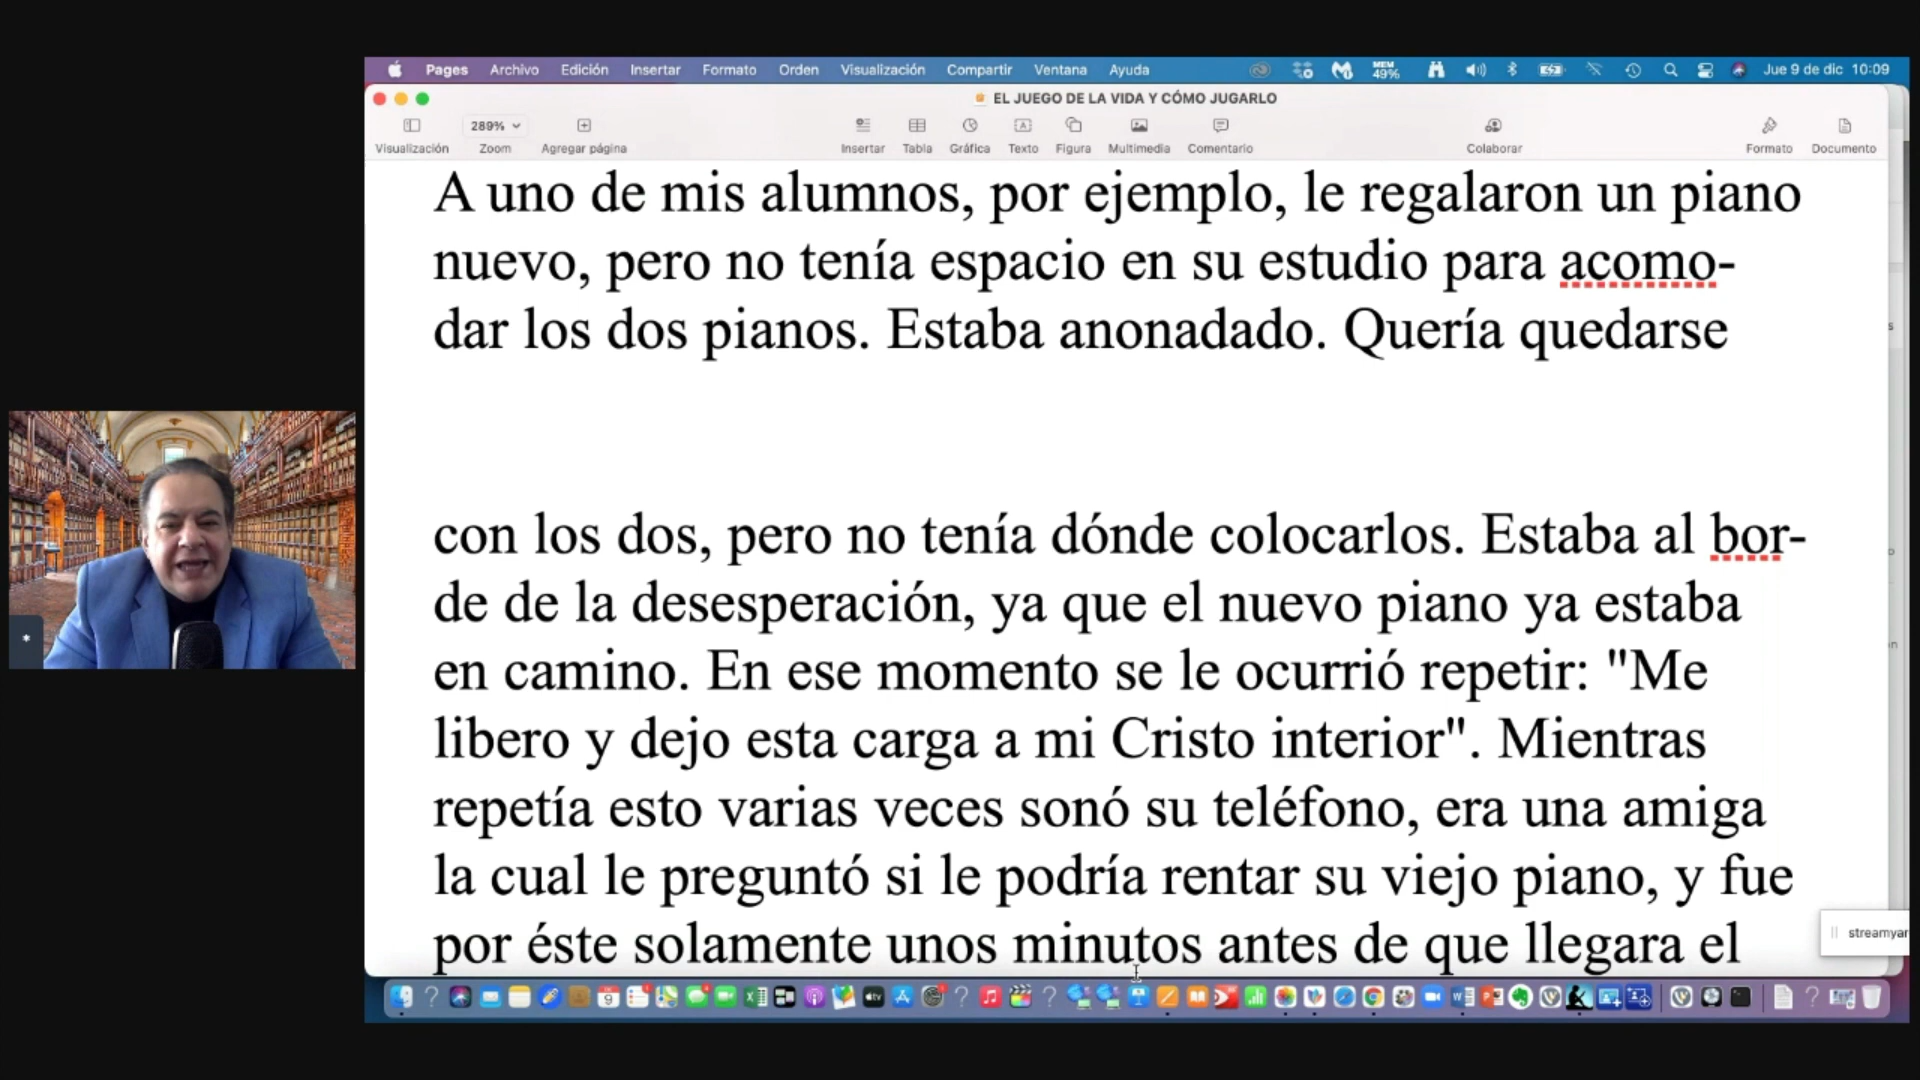 Pages Archivo Edición Insertar Formato Orden Visualización Compartir Ventana Ayuda MEM 49% Jue 9 de dic 10:09
EL JUEGO DE LA VIDA Y CÓMO JUGARLO
289%
Visualización Zoom Agregar página Insertar Tabla Gráfica Texto Figura Multimedia Comentario Colaborar Formato Documento
A uno de mis alumnos, por ejemplo, le regalaron un piano
nuevo, pero no tenía espacio en su estudio para acomo-
dar los dos pianos. Estaba anonadado. Quería quedarse
con los dos, pero no tenía dónde colocarlos. Estaba al bor-
de de la desesperación, ya que el nuevo piano ya estaba
en camino. En ese momento se le ocurrió repetir: "Me
libero y dejo esta carga a mi Cristo interior". Mientras
repetía esto varias veces sonó su teléfono, era una amiga
la cual le preguntó si le podría rentar su viejo piano, y fue
por éste solamente unos minutos antes de que llegara el
streamyar